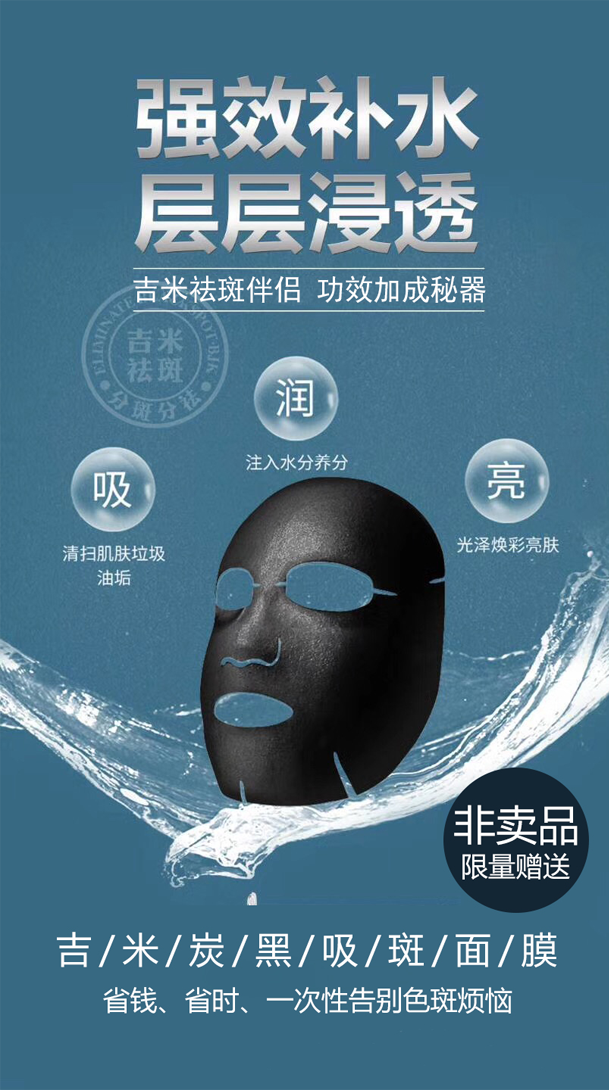 强效补水
层层浸透
吉米祛斑伴侣 功效加成秘器
吉米
祛斑
分斑分祛
润
注入水分养分
吸
清扫肌肤垃圾
油垢
亮
光泽焕彩亮肤
非卖品
限量赠送
吉/米/炭/黑/吸/斑/面/膜
省钱、省时、一次性告别色斑烦恼